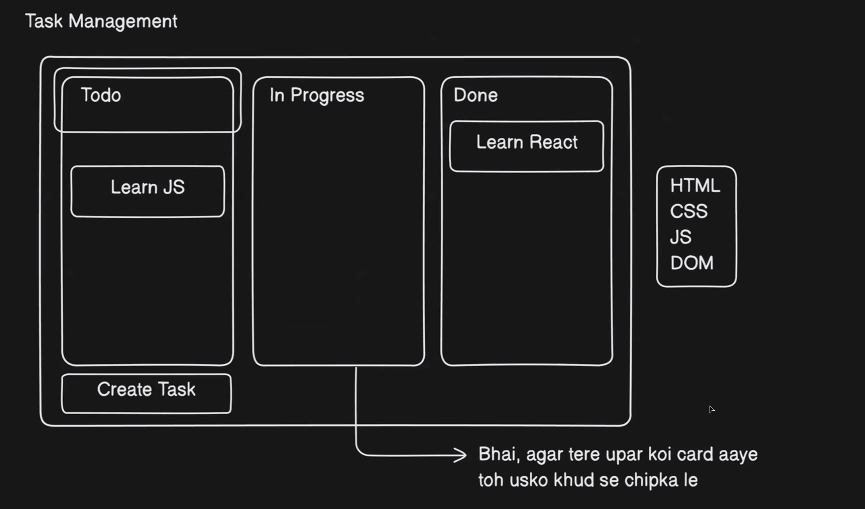 Task Management
Todo
In Progress
Done
Learn React
Learn JS
HTML
CSS
JS
DOM
Create Task
Bhai, agar tere upar koi card aaye
toh usko khud se chipka le